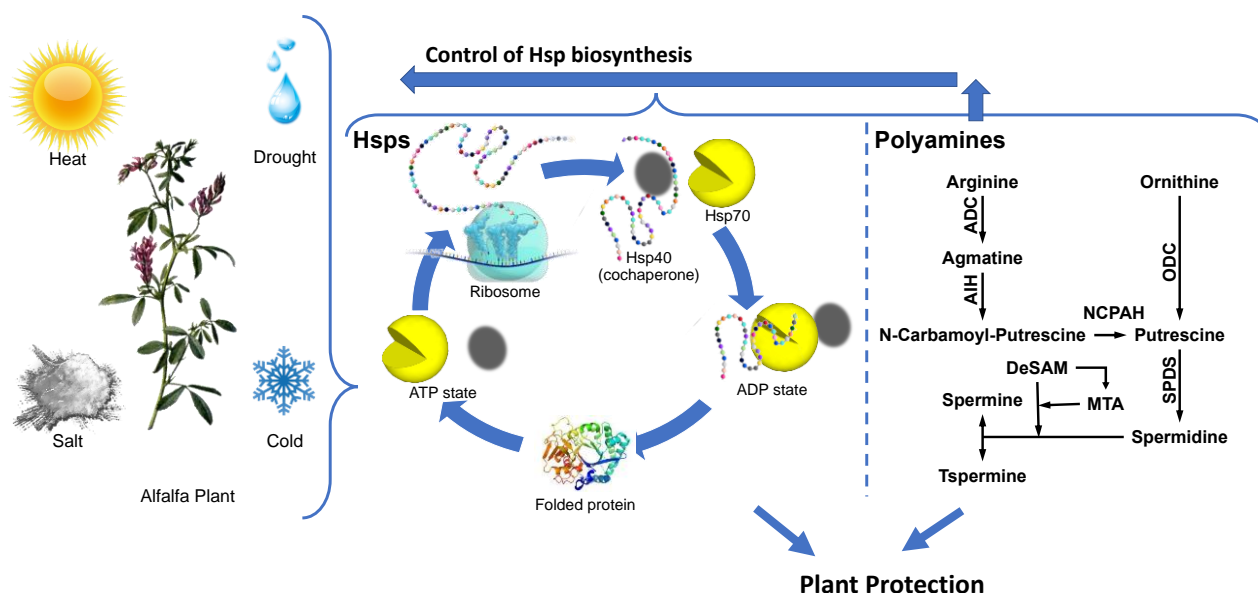 Control of Hsp biosynthesis
Heat
Drought
Salt
Cold
Alfalfa Plant
Hsps
Ribosome
Hsp40
(cochaperone)
Hsp70
ADP state
Folded protein
ATP state
Polyamines
Arginine
Ornithine
ADC
Agmatine
ODC
AIH
NCPAH
N-Carbamoyl-Putrescine
Putrescine
DeSAM
SPDS
Spermine
MTA
Spermidine
Tspermine
Plant Protection